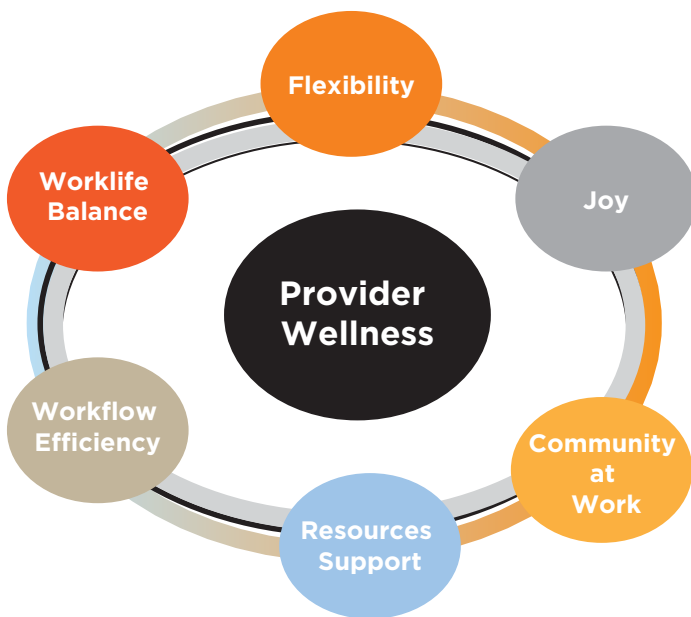 Flexibility
Worklife
Balance
Joy
Provider
Wellness
Workflow
Efficiency
Community
at
Work
Resources
Support